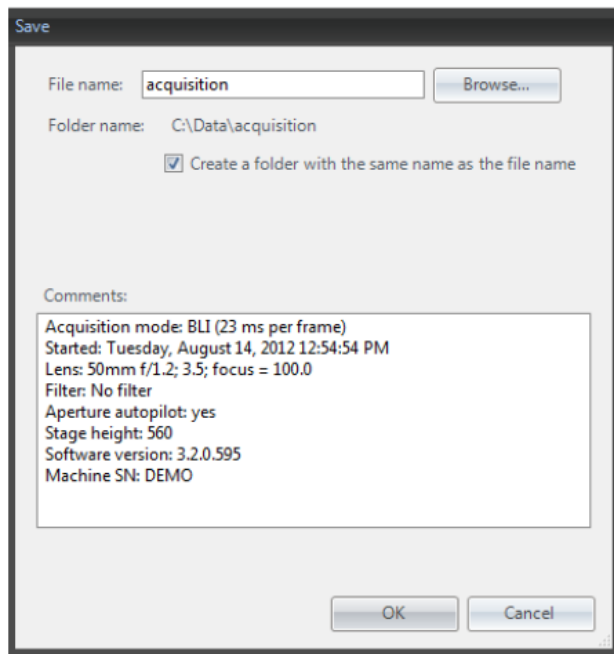 Save
File name: acquisition Browse...
Folder name: C:\Data\acquisition
Create a folder with the same name as the file name
Comments:
Acquisition mode: BLI (23 ms per frame)
Started: Tuesday, August 14, 2012 12:54:54 PM
Lens: 50mm f/1.2; 3.5; focus = 100.0
Filter: No filter
Aperture autopilot: yes
Stage height: 560
Software version: 3.2.0.595
Machine SN: DEMO
OK Cancel